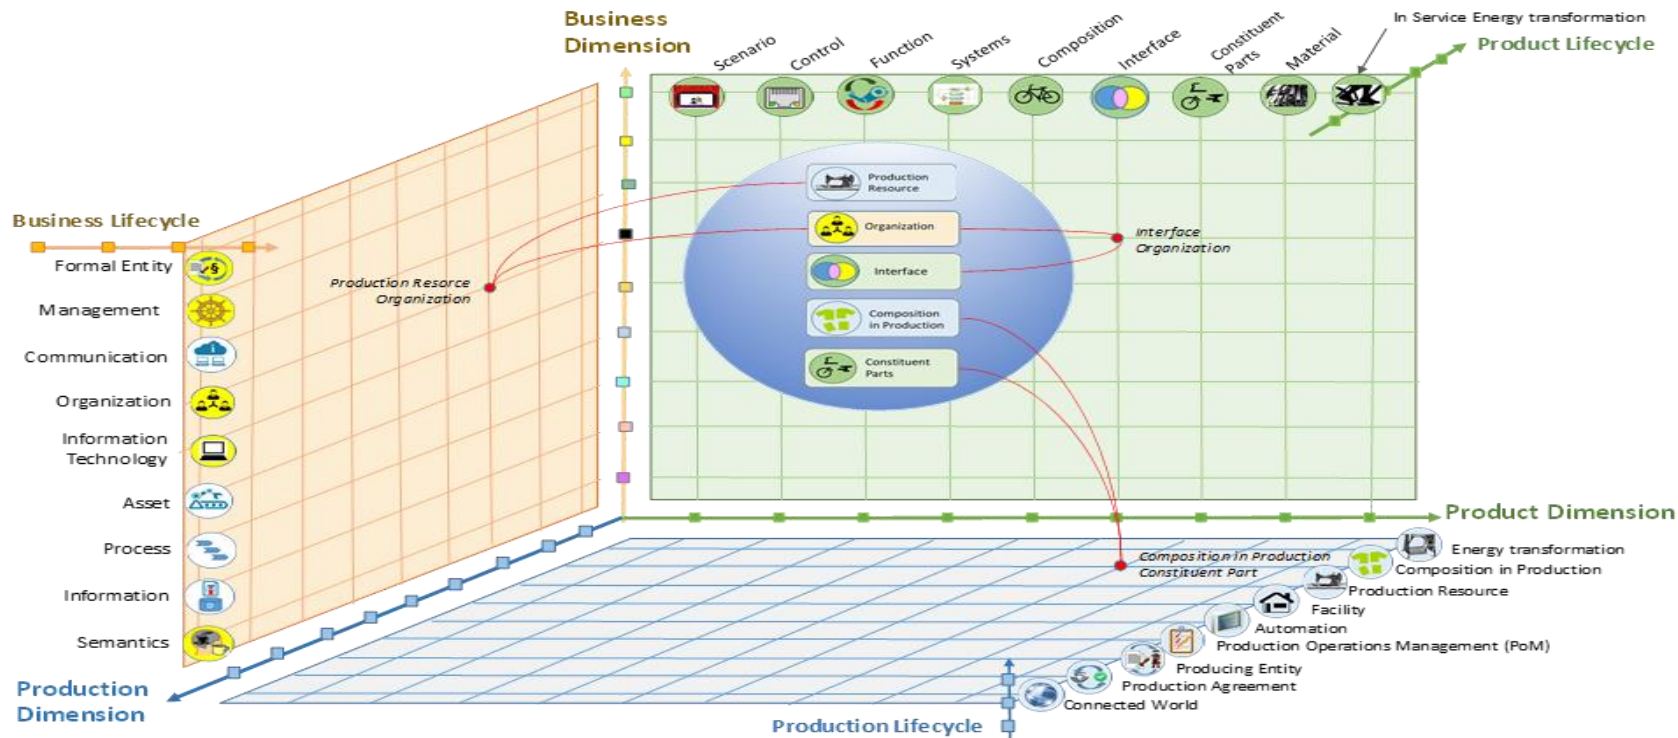 Business
Dimension
Scenario
Control
Function
Systems
Composition
Interface
Constituent
Parts
Material
In Service Energy transformation
Product Lifecycle
Business Lifecycle
Formal Entity
Management
Communication
Organization
Information
Technology
Asset
Process
Information
Semantics
Production
Dimension
Production Resorce
Organization
Production
Resource
Organization
Interface
Composition
in Production
Constituent
Parts
Interface
Organization
Product Dimension
Composition in Production
Constituent Part
Energy transformation
Composition in Production
Production Resource
Facility
Automation
Production Operations Management (PoM)
Producing Entity
Production Agreement
Connected World
Production Lifecycle